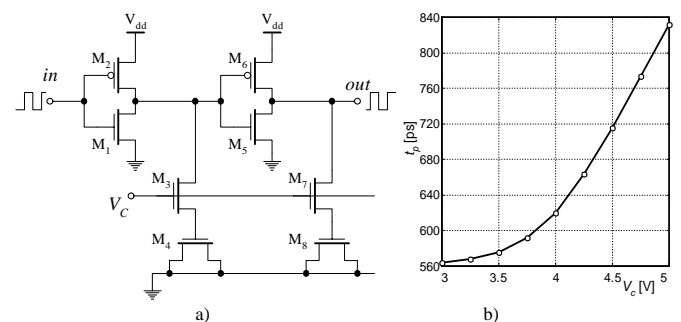 V_dd V_dd
M_2 M_6
in out
M_1 M_5
M_3 M_7
V_C
M_4 M_8
a)
840
800
760
720
680
640
600
560
t_p [ps]
3 3.5 4 4.5 5
V_c [V]
b)